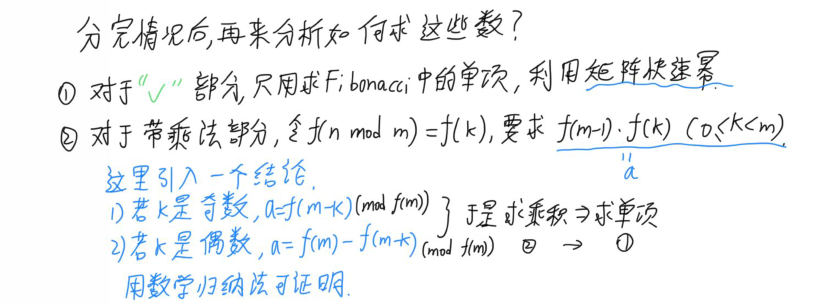 分完情况后,再来分析如何求这些数?
① 对于“✓”部分,只用求Fibonacci中的单项,利用矩阵快速幂
② 对于带乘法部分,令f(n mod m)=f(k),要求 f(m-1)·f(k) (0≤k<m)
这里引入一个结论. a
1)若k是奇数,a=f(m-k)(mod f(m)) } 于是求乘积⇒求单项
2)若k是偶数,a=f(m)-f(m-k)(mod f(m)) ② → ①
用数学归纳法可证明.